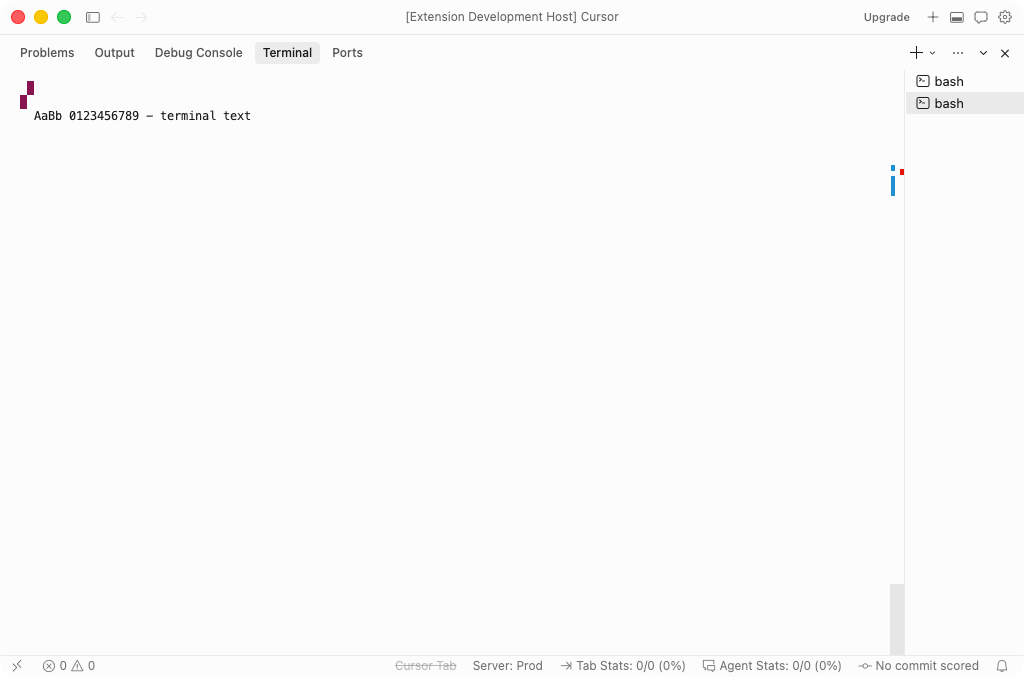 [Extension Development Host] Cursor
Upgrade
Problems Output Debug Console Terminal Ports
bash
bash
AaBb 0123456789 – terminal text
0 0 Cursor Tab Server: Prod Tab Stats: 0/0 (0%) Agent Stats: 0/0 (0%) No commit scored